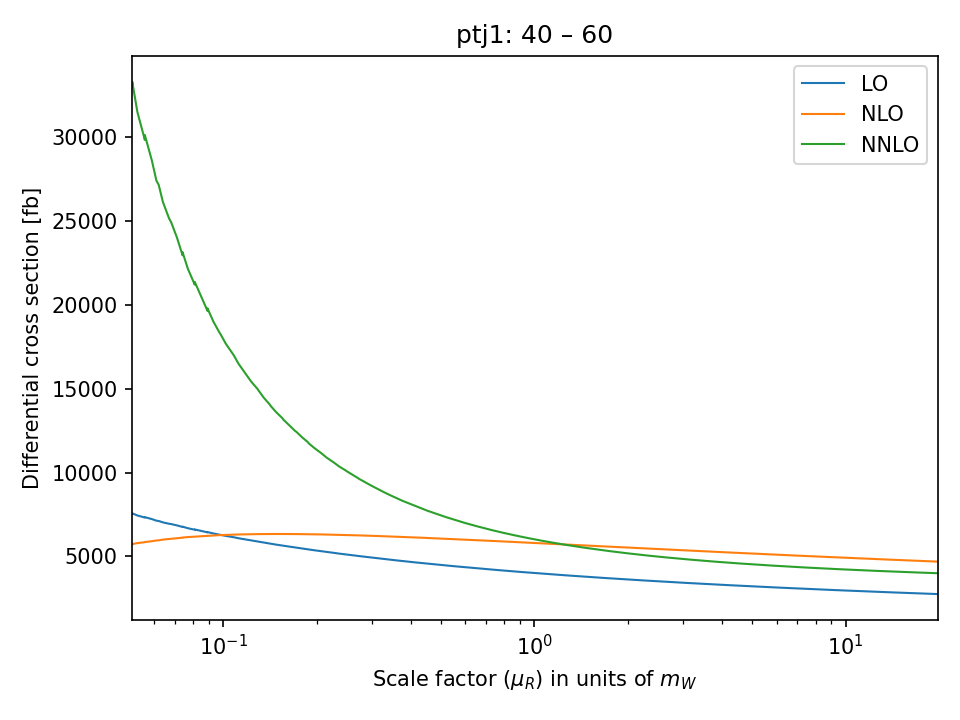 ptj1: 40 – 60
LO
NLO
NNLO
30000
25000
20000
15000
10000
5000
Differential cross section [fb]
10⁻¹
10⁰
10¹
Scale factor (μ_R) in units of m_W